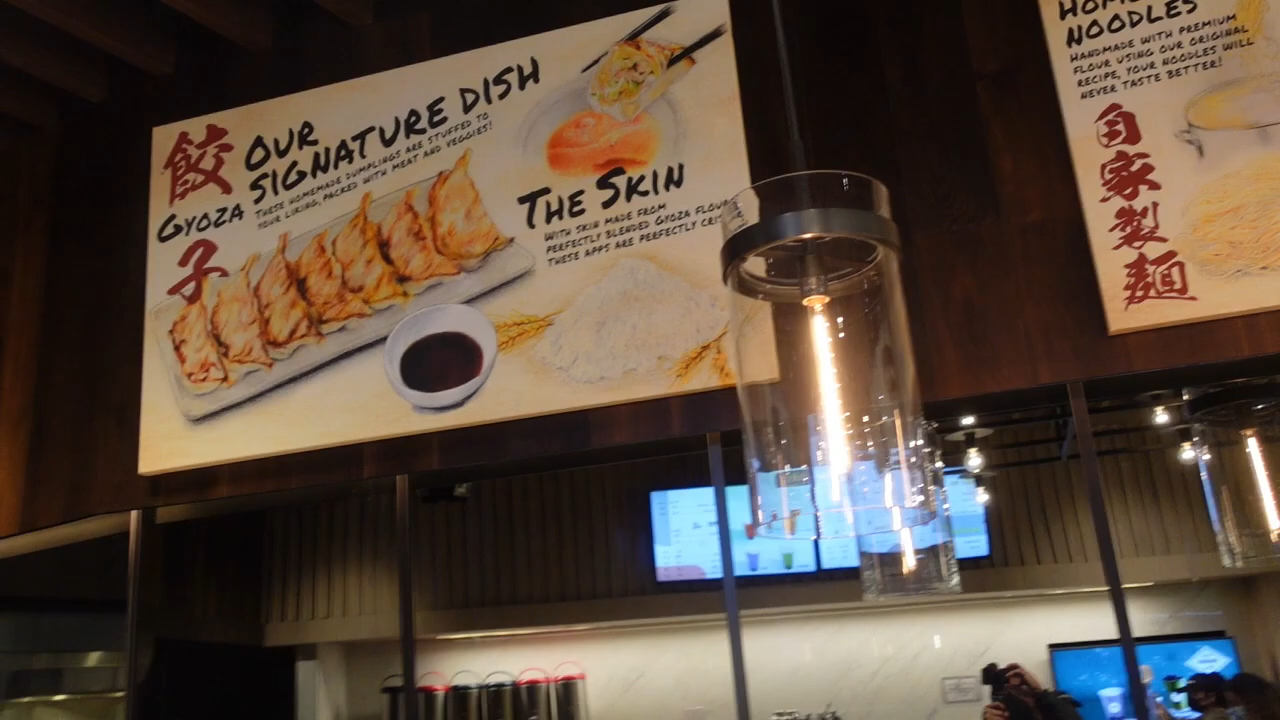 餃子
GYOZA
OUR
SIGNATURE DISH
THESE HOMEMADE DUMPLINGS ARE STUFFED TO
YOUR LIKING, PACKED WITH MEAT AND VEGGIES!
THE SKIN
WITH SKIN MADE FROM
PERFECTLY BLENDED GYOZA FLOUR
THESE APPS ARE PERFECTLY
NOODLES
HANDMADE WITH PREMIUM
FLOUR USING OUR ORIGINAL
RECIPE, YOUR NOODLES WILL
NEVER TASTE BETTER!
自家製麺